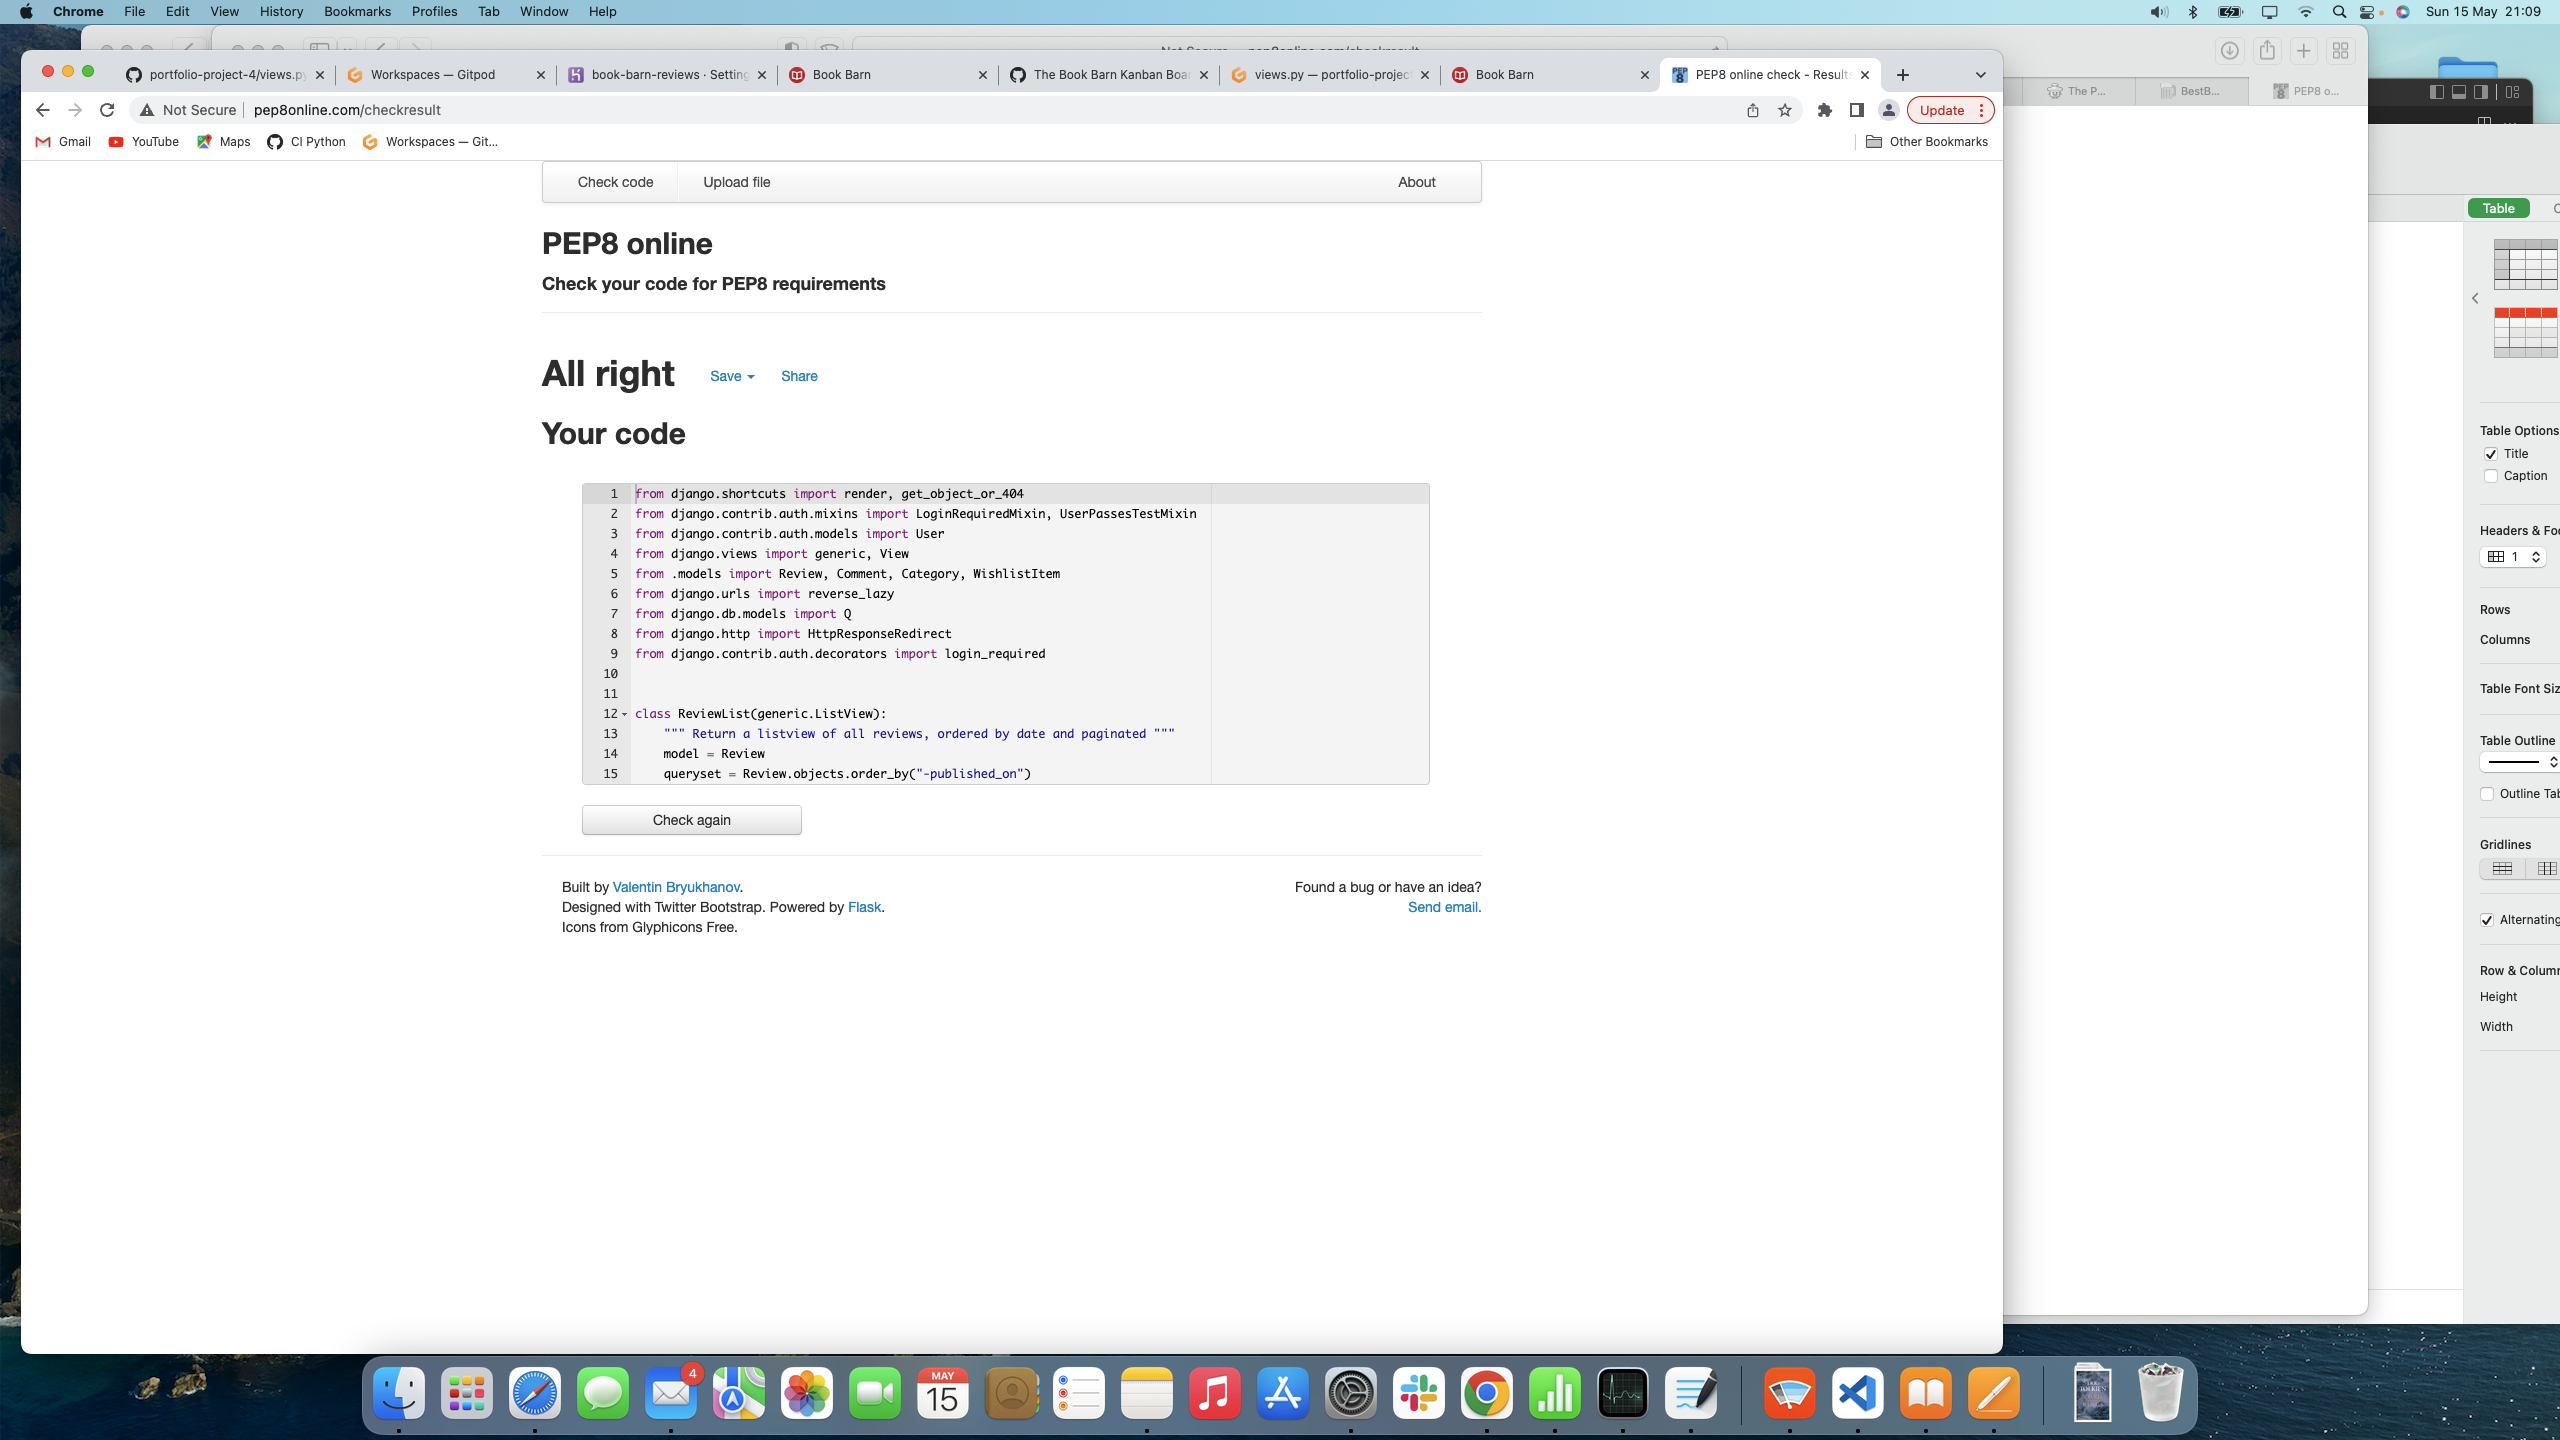 Chrome File Edit View History Bookmarks Profiles Tab Window Help Sun 15 May 21:09
portfolio-project-4/views.py Workspaces — Gitpod book-barn-reviews · Setting Book Barn The Book Barn Kanban Boa views.py — portfolio-project Book Barn PEP8 online check - Results
The P... BestB... PEP8 o...
Not Secure pep8online.com/checkresult Update
Gmail YouTube Maps CI Python Workspaces — Git... Other Bookmarks
Check code Upload file About
PEP8 online
Check your code for PEP8 requirements
All right Save Share
Your code
1 from django.shortcuts import render, get_object_or_404
2 from django.contrib.auth.mixins import LoginRequiredMixin, UserPassesTestMixin
3 from django.contrib.auth.models import User
4 from django.views import generic, View
5 from .models import Review, Comment, Category, WishlistItem
6 from django.urls import reverse_lazy
7 from django.db.models import Q
8 from django.http import HttpResponseRedirect
9 from django.contrib.auth.decorators import login_required
10
11
12 class ReviewList(generic.ListView):
13 """ Return a listview of all reviews, ordered by date and paginated """
14 model = Review
15 queryset = Review.objects.order_by("-published_on")
Check again
Built by Valentin Bryukhanov.
Designed with Twitter Bootstrap. Powered by Flask.
Icons from Glyphicons Free.
Found a bug or have an idea?
Send email.
Table
Table Options
Title
Caption
Headers & Foo
1
Rows
Columns
Table Font Siz
Table Outline
Outline Tab
Gridlines
Alternating
Row & Column
Height
Width
4
MAY
15